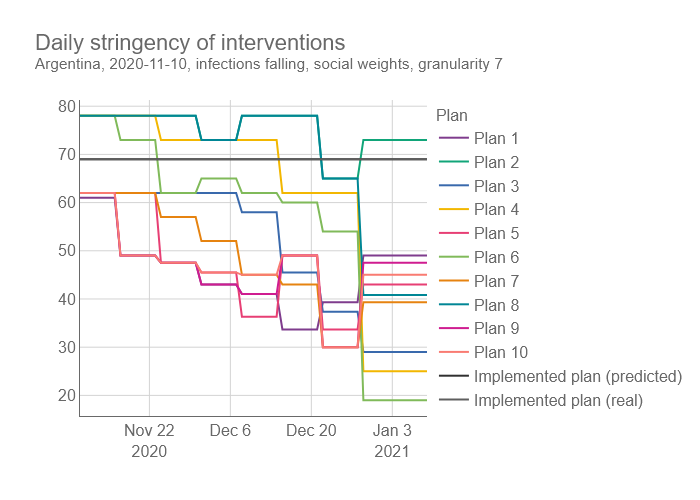 Daily stringency of interventions
Argentina, 2020-11-10, infections falling, social weights, granularity 7
80
70
60
50
40
30
20
Nov 22
2020
Dec 6
Dec 20
Jan 3
2021
Plan
Plan 1
Plan 2
Plan 3
Plan 4
Plan 5
Plan 6
Plan 7
Plan 8
Plan 9
Plan 10
Implemented plan (predicted)
Implemented plan (real)